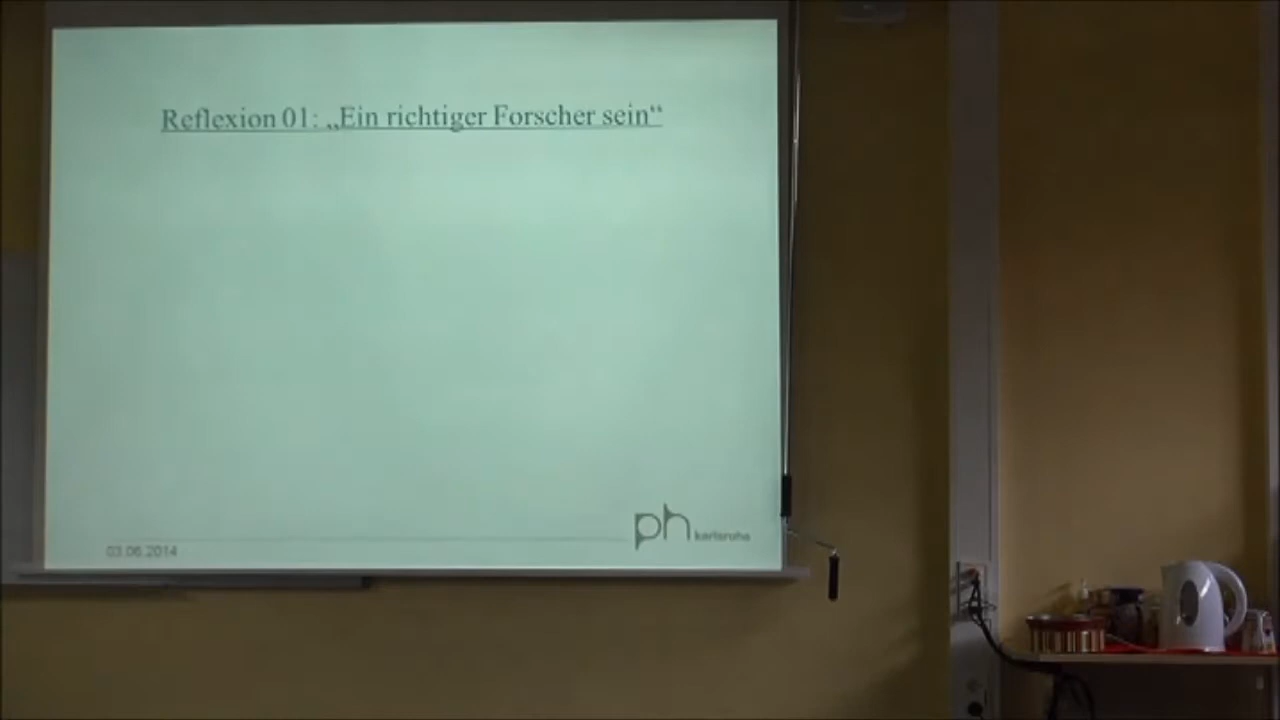 Reflexion 01: „Ein richtiger Forscher sein“
ph karlsruhe
03.06.2014